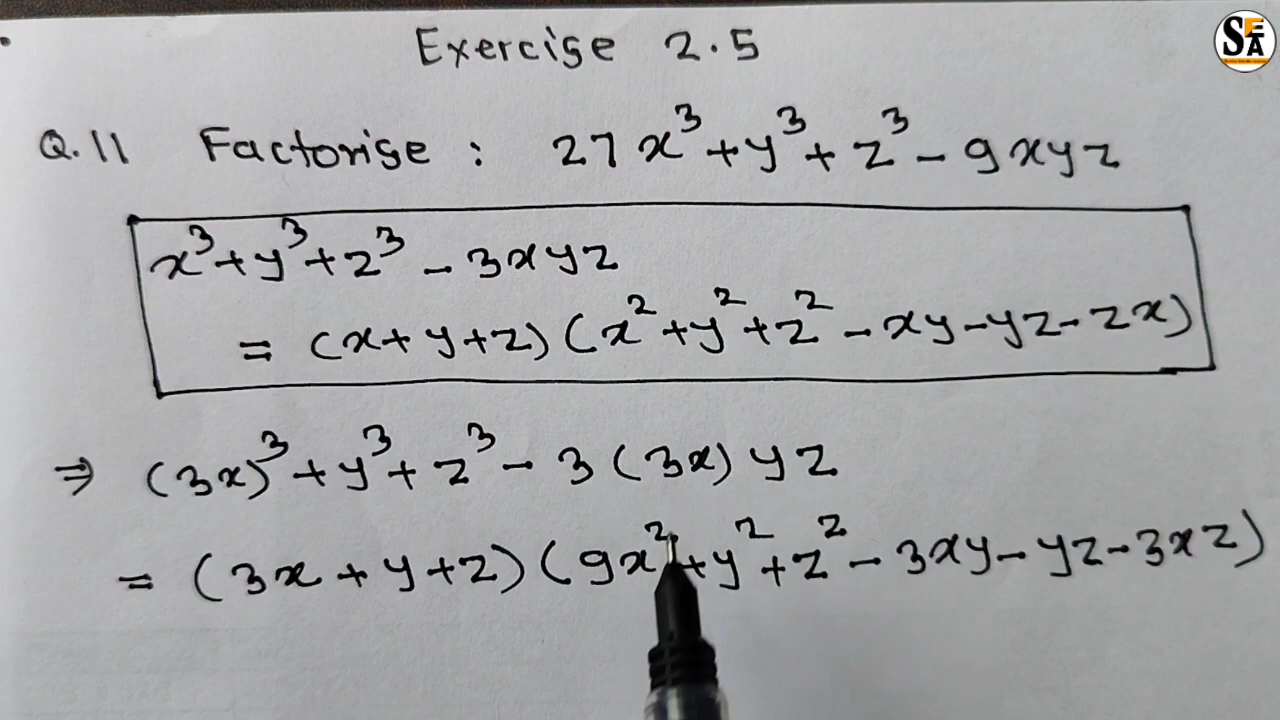 Exercise 2.5
SFA
Q.11 Factorise : 27x³+y³+z³-9xyz
x³+y³+z³-3xyz
=(x+y+z)(x²+y²+z²-xy-yz-zx)
⇒ (3x)³+y³+z³-3(3x)yz
=(3x+y+z)(9x²+y²+z²-3xy-yz-3xz)